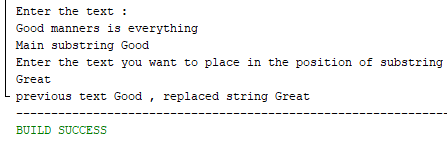 Enter the text :
Good manners is everything
Main substring Good
Enter the text you want to place in the position of substring
Great
previous text Good , replaced string Great
------------------------------------------------------------------------
BUILD SUCCESS